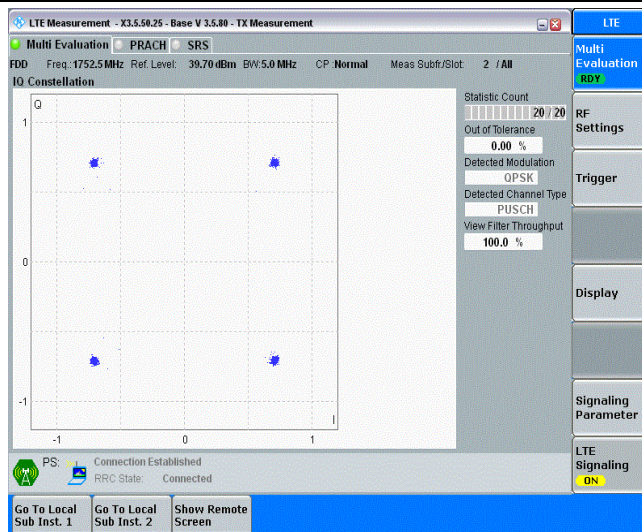 LTE Measurement - X3.5.50.25 - Base V 3.5.80 - TX Measurement
LTE
Multi Evaluation PRACH SRS
Multi
Evaluation
RDY
FDD Freq.:1752.5 MHz Ref. Level: 39.70 dBm BW:5.0 MHz CP :Normal Meas Subfr./Slot: 2 / All
IQ Constellation
Q
1
0
-1
-1 0 1
I
Statistic Count
20 / 20
Out of Tolerance
0.00 %
Detected Modulation
QPSK
Detected Channel Type
PUSCH
View Filter Throughput
100.0 %
RF
Settings
Trigger
Display
Signaling
Parameter
LTE
Signaling
ON
PS:
Connection Established
RRC State: Connected
Go To Local
Sub Inst. 1
Go To Local
Sub Inst. 2
Show Remote
Screen